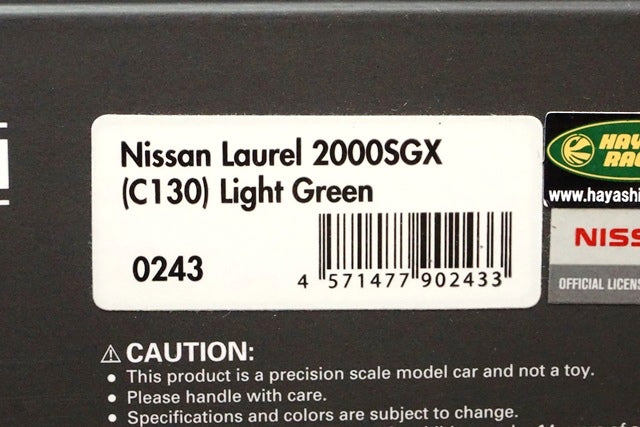 Nissan Laurel 2000SGX
(C130) Light Green
0243
4 571477 902433
www.hayashi
OFFICIAL LICENS
⚠ CAUTION:
• This product is a precision scale model car and not a toy.
• Please handle with care.
• Specifications and colors are subject to change.